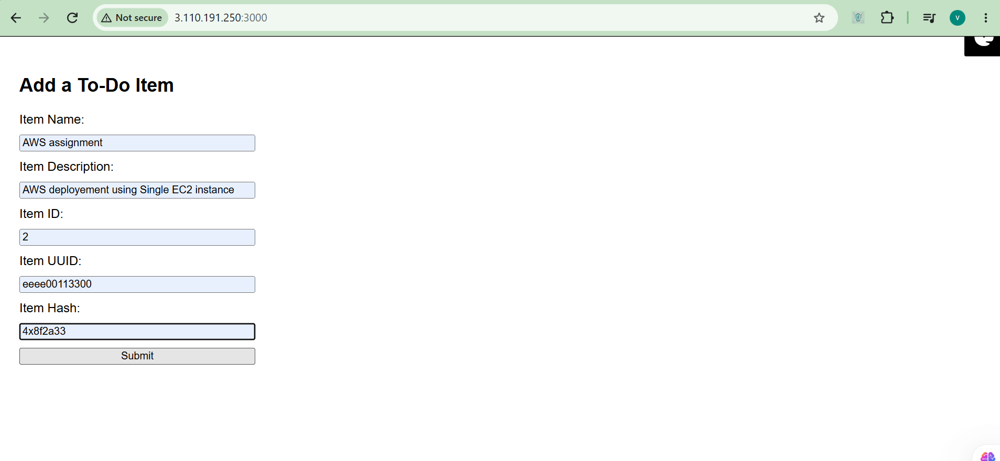 Not secure 3.110.191.250:3000
V
Add a To-Do Item
Item Name:
AWS assignment
Item Description:
AWS deployement using Single EC2 instance
Item ID:
2
Item UUID:
eeee00113300
Item Hash:
4x8f2a33
Submit